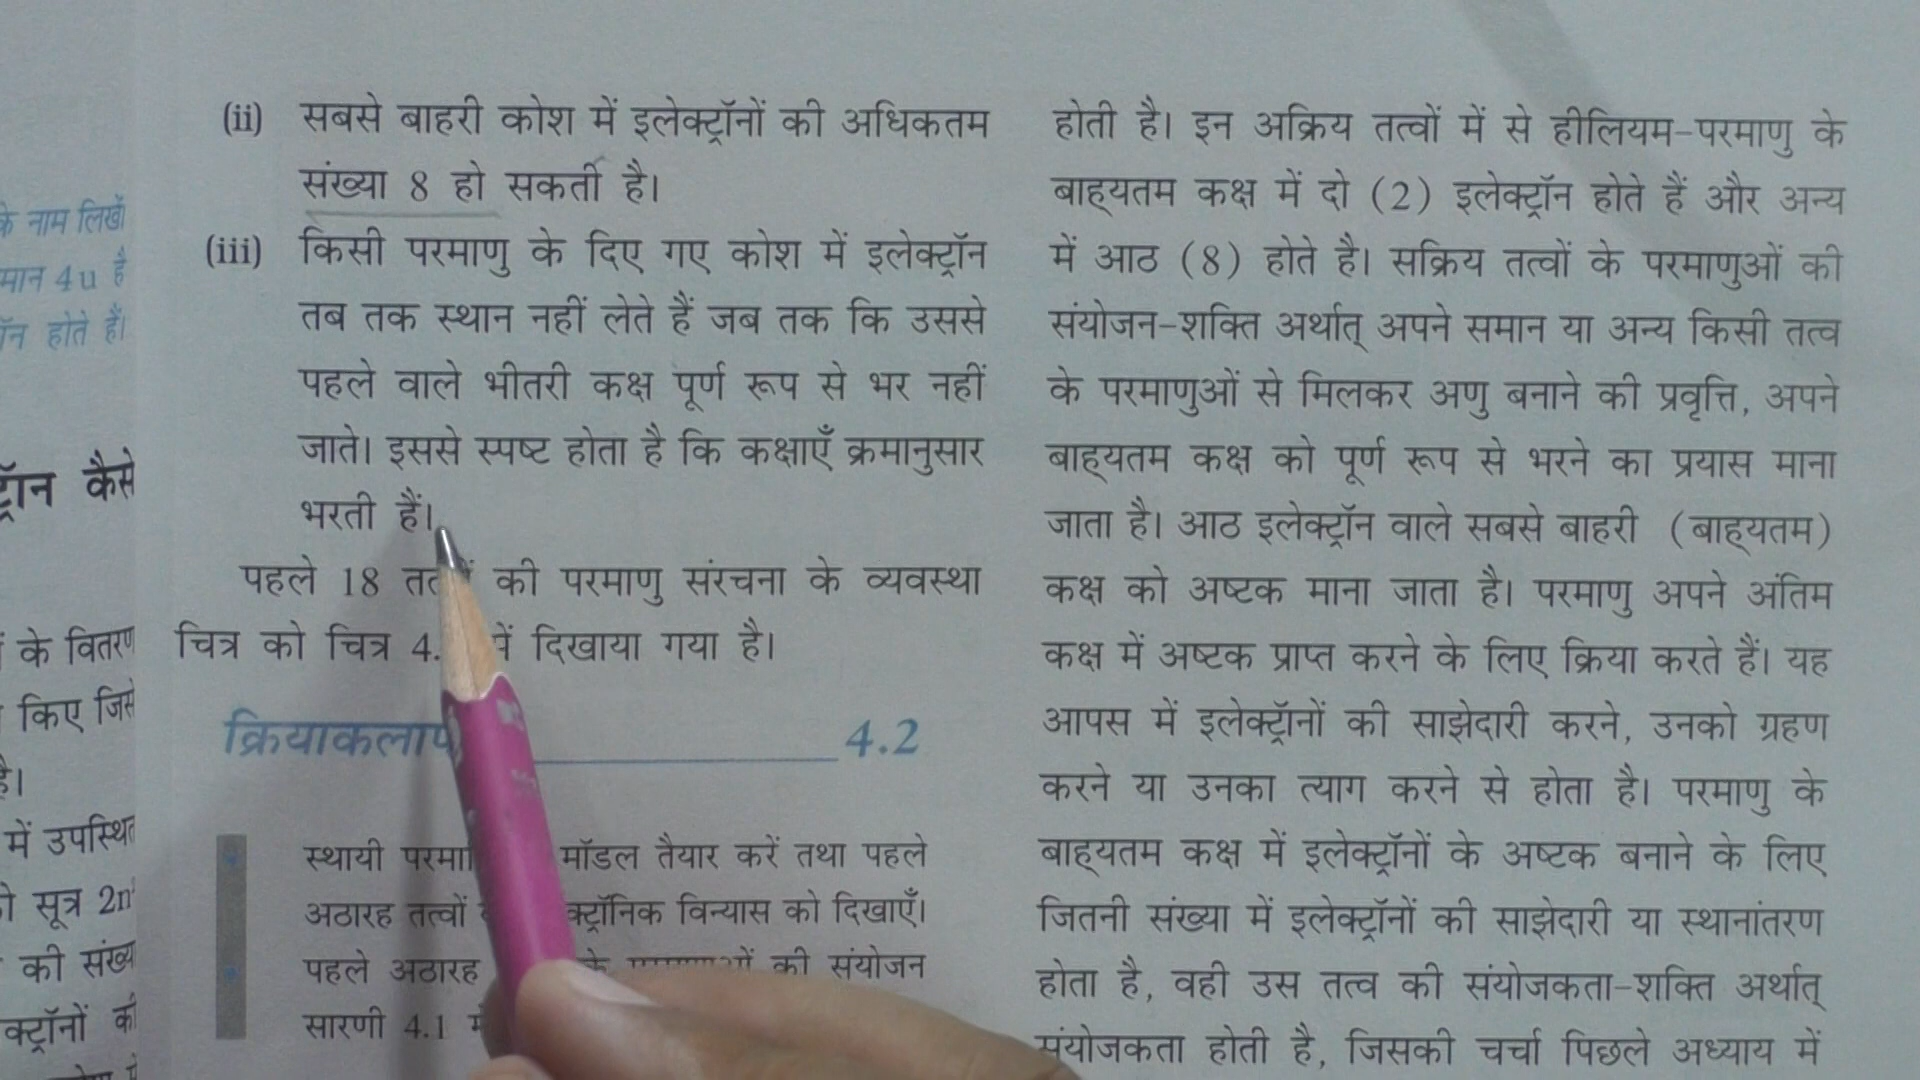 के नाम लिखें
मान 4 u है
होते हैं।
कैसे
के वितरण
किए
है।
में उपस्थित
सूत्र
की
(ii) सबसे बाहरी कोश में इलेक्ट्रॉनों की अधिकतम
संख्या 8 हो सकती है।
(iii) किसी परमाणु के दिए गए कोश में इलेक्ट्रॉन
तब तक स्थान नहीं लेते हैं जब तक कि उससे
पहले वाले भीतरी कक्ष पूर्ण रूप से भर नहीं
जाते। इससे स्पष्ट होता है कि कक्षाएँ क्रमानुसार
भरती हैं।
पहले 18 की परमाणु संरचना के व्यवस्था
चित्र को चित्र 4. दिखाया गया है।
क्रियाकलाप 4.2
स्थायी मॉडल तैयार करें तथा पहले
अठारह तत्वों विन्यास को दिखाएँ।
पहले अठारह की संयोजन
सारणी 4.1
होती है। इन अक्रिय तत्वों में से हीलियम-परमाणु के
बाह्यतम कक्ष में दो (2) इलेक्ट्रॉन होते हैं और अन्य
में आठ (8) होते है। सक्रिय तत्वों के परमाणुओं की
संयोजन-शक्ति अर्थात् अपने समान या अन्य किसी तत्व
के परमाणुओं से मिलकर अणु बनाने की प्रवृत्ति, अपने
बाह्यतम कक्ष को पूर्ण रूप से भरने का प्रयास माना
जाता है। आठ इलेक्ट्रॉन वाले सबसे बाहरी (बाह्यतम)
कक्ष को अष्टक माना जाता है। परमाणु अपने अंतिम
कक्ष में अष्टक प्राप्त करने के लिए क्रिया करते हैं। यह
आपस में इलेक्ट्रॉनों की साझेदारी करने, उनको ग्रहण
करने या उनका त्याग करने से होता है। परमाणु के
बाह्यतम कक्ष में इलेक्ट्रॉनों के अष्टक बनाने के लिए
जितनी संख्या में इलेक्ट्रॉनों की साझेदारी या स्थानांतरण
होता है, वही उस तत्व की संयोजकता-शक्ति अर्थात्
संयोजकता होती है, जिसकी चर्चा पिछले अध्याय में